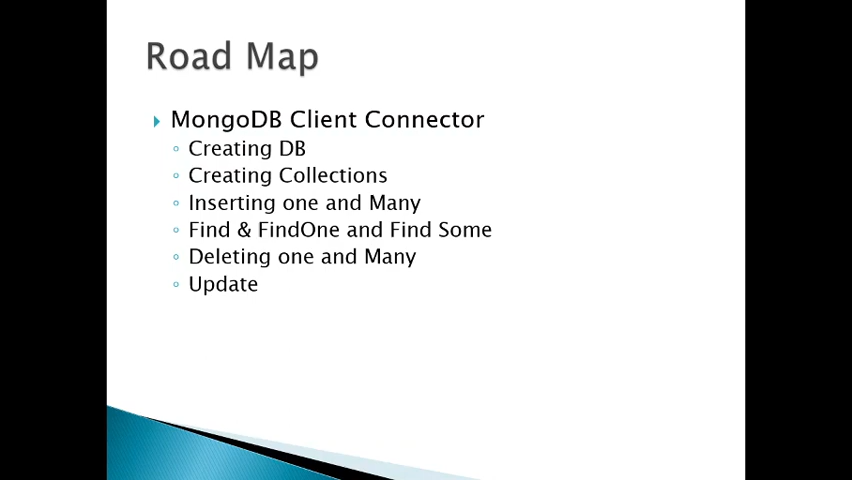 Road Map
MongoDB Client Connector
Creating DB
Creating Collections
Inserting one and Many
Find & FindOne and Find Some
Deleting one and Many
Update